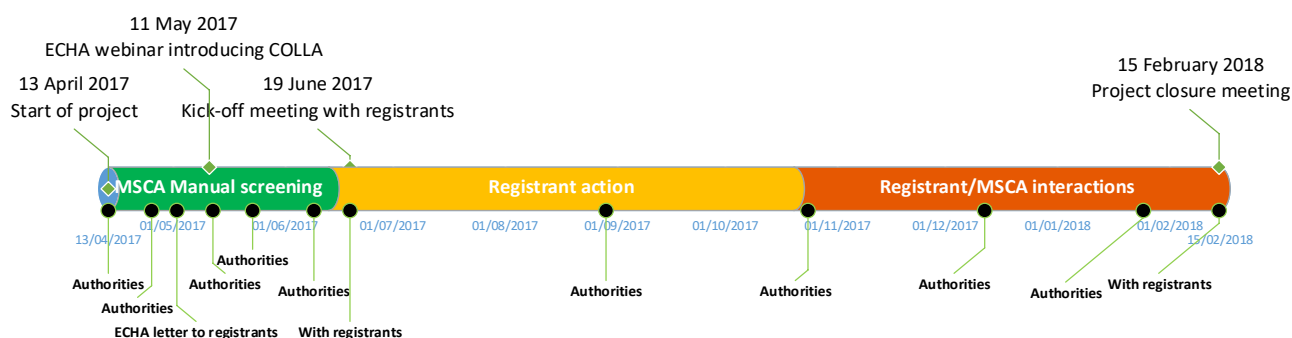 11 May 2017
ECHA webinar introducing COLLA
13 April 2017
Start of project
19 June 2017
Kick-off meeting with registrants
15 February 2018
Project closure meeting
MSCA Manual screening
Registrant action
Registrant/MSCA interactions
13/04/2017
01/05/2017
01/06/2017
01/07/2017
01/08/2017
01/09/2017
01/10/2017
01/11/2017
01/12/2017
01/01/2018
01/02/2018
15/02/2018
Authorities
Authorities
ECHA letter to registrants
Authorities
Authorities
Authorities
With registrants
Authorities
Authorities
Authorities
Authorities
With registrants